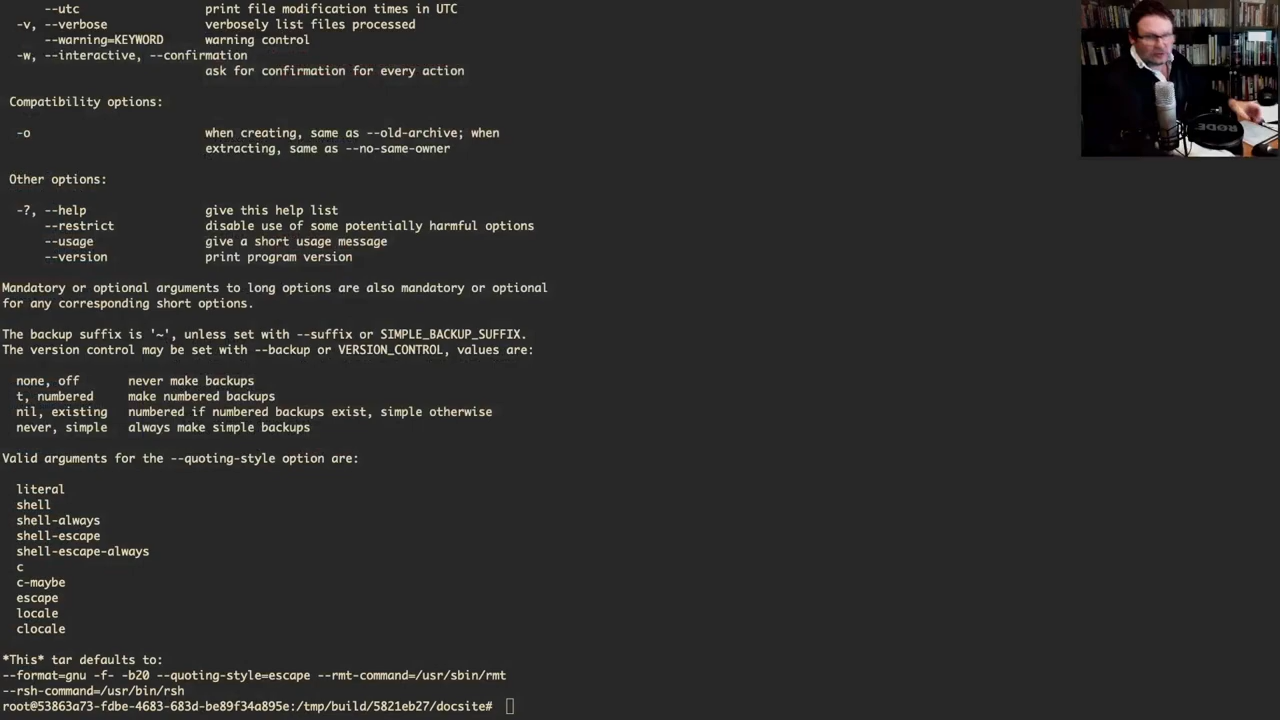 --utc print file modification times in UTC
-v, --verbose verbosely list files processed
--warning=KEYWORD warning control
-w, --interactive, --confirmation
ask for confirmation for every action
Compatibility options:
-o when creating, same as --old-archive; when
extracting, same as --no-same-owner
Other options:
-?, --help give this help list
--restrict disable use of some potentially harmful options
--usage give a short usage message
--version print program version
Mandatory or optional arguments to long options are also mandatory or optional
for any corresponding short options.
The backup suffix is '~', unless set with --suffix or SIMPLE_BACKUP_SUFFIX.
The version control may be set with --backup or VERSION_CONTROL, values are:
none, off never make backups
t, numbered make numbered backups
nil, existing numbered if numbered backups exist, simple otherwise
never, simple always make simple backups
Valid arguments for the --quoting-style option are:
literal
shell
shell-always
shell-escape
shell-escape-always
c
c-maybe
escape
locale
clocale
*This* tar defaults to:
--format=gnu -f- -b20 --quoting-style=escape --rmt-command=/usr/sbin/rmt
--rsh-command=/usr/bin/rsh
root@53863a73-fdbe-4683-683d-be89f34a895e:/tmp/build/5821eb27/docsite#
RODE